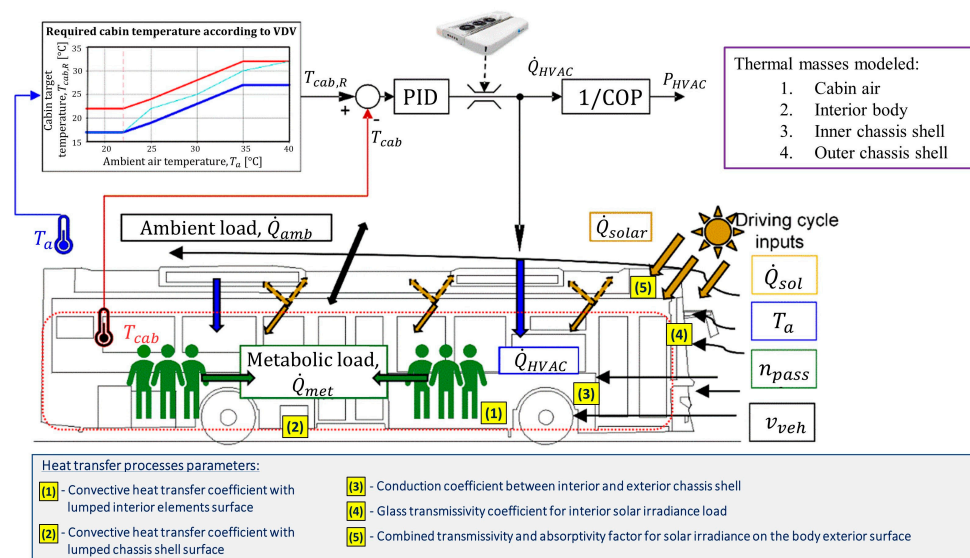 Required cabin temperature according to VDV
Cabin target
temperature, T_cab,R [°C]
35
30
25
20
15
20
25
30
35
40
Ambient air temperature, T_a [°C]
T_cab,R
+
-
T_cab
PID
Q̇_HVAC
1/COP
P_HVAC
Thermal masses modeled:
1. Cabin air
2. Interior body
3. Inner chassis shell
4. Outer chassis shell
T_a
Ambient load, Q̇_amb
Q̇_solar
Driving cycle
inputs
Q̇_sol
T_a
n_pass
v_veh
(5)
(4)
T_cab
Metabolic load,
Q̇_met
Q̇_HVAC
(3)
(1)
(2)
Heat transfer processes parameters:
(1) - Convective heat transfer coefficient with
lumped interior elements surface
(2) - Convective heat transfer coefficient with
lumped chassis shell surface
(3) - Conduction coefficient between interior and exterior chassis shell
(4) - Glass transmissivity coefficient for interior solar irradiance load
(5) - Combined transmissivity and absorptivity factor for solar irradiance on the body exterior surface